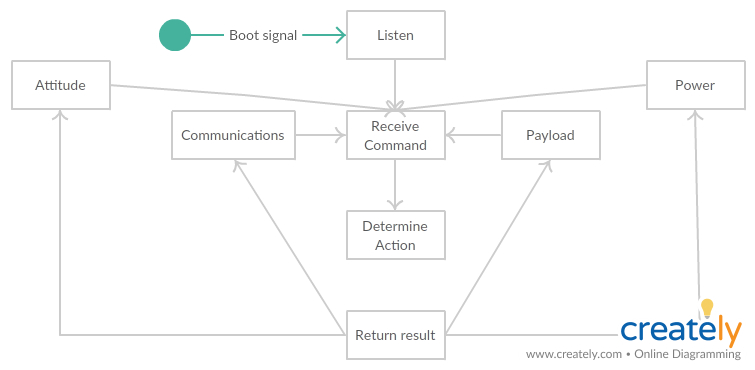 Boot signal
Listen
Attitude
Power
Communications
Receive
Command
Payload
Determine
Action
Return result
creately
www.creately.com • Online Diagramming